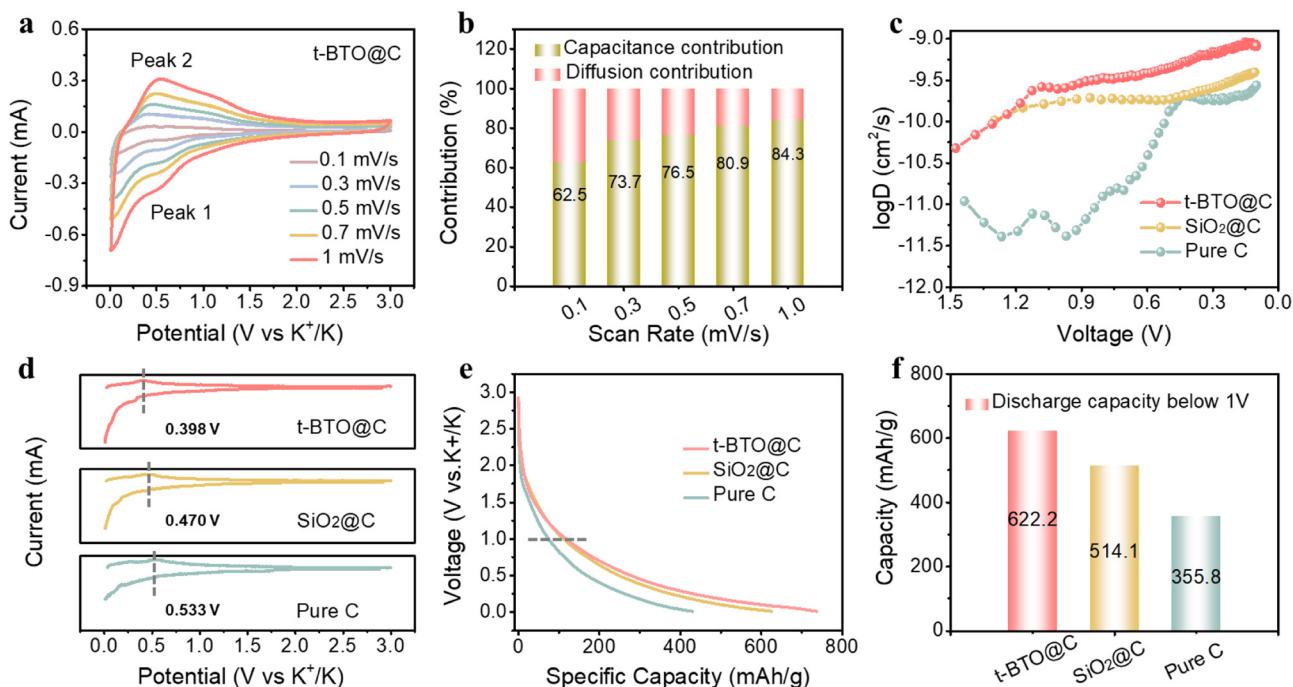 a
t-BTO@C
Peak 2
Peak 1
0.1 mV/s
0.3 mV/s
0.5 mV/s
0.7 mV/s
1 mV/s
0.6
0.3
0.0
-0.3
-0.6
-0.9
Current (mA)
0.0 0.5 1.0 1.5 2.0 2.5 3.0
Potential (V vs K⁺/K)
b
Capacitance contribution
Diffusion contribution
120
100
80
60
40
20
0
Contribution (%)
62.5
73.7
76.5
80.9
84.3
0.1 0.3 0.5 0.7 1.0
Scan Rate (mV/s)
c
-9.0
-9.5
-10.0
-10.5
-11.0
-11.5
-12.0
logD (cm²/s)
t-BTO@C
SiO₂@C
Pure C
1.5 1.2 0.9 0.6 0.3 0.0
Voltage (V)
d
Current (mA)
0.398 V
t-BTO@C
0.470 V
SiO₂@C
0.533 V
Pure C
0.0 0.5 1.0 1.5 2.0 2.5 3.0
Potential (V vs K⁺/K)
e
3.0
2.5
2.0
1.5
1.0
0.5
0.0
Voltage (V vs.K+/K)
t-BTO@C
SiO₂@C
Pure C
0 200 400 600 800
Specific Capacity (mAh/g)
f
Discharge capacity below 1V
800
600
400
200
0
Capacity (mAh/g)
622.2
514.1
355.8
t-BTO@C
SiO₂@C
Pure C